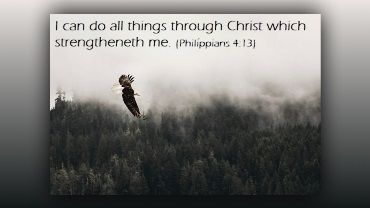 I can do all things through Christ which
strengtheneth me. (Philippians 4:13)